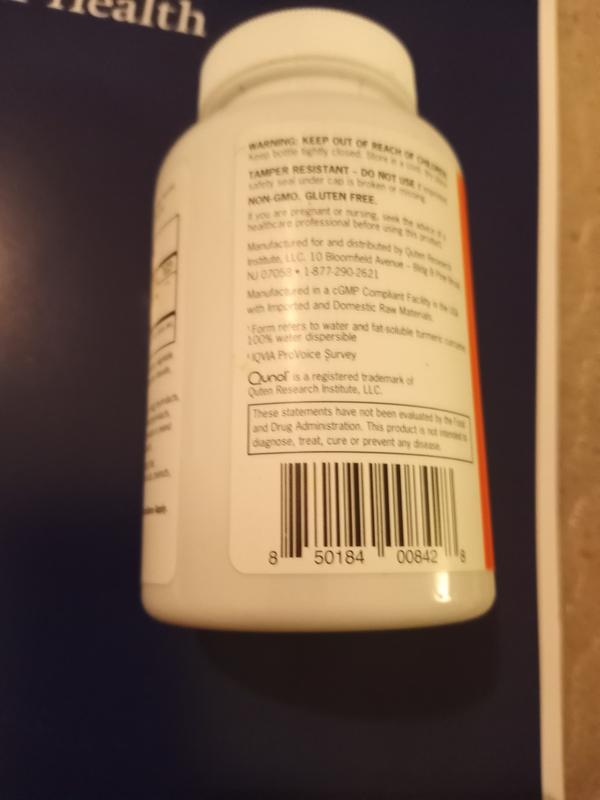 Health
WARNING: KEEP OUT OF REACH OF CHILDREN.
Keep bottle tightly closed. Store in a cool, dry
TAMPER RESISTANT - DO NOT USE if
safety seal under cap is broken or missing.
NON-GMO. GLUTEN FREE.
If you are pregnant or nursing, seek the advice of a
healthcare professional before using this product.
Manufactured for and distributed by Quten Research
Institute, LLC. 10 Bloomfield Avenue - Bldg
NJ 07058 • 1-877-290-2621
Manufactured in a cGMP Compliant Facility in the USA
with Imported and Domestic Raw Materials.
Form refers to water and fat-soluble turmeric
100% water dispersible
IQVIA ProVoice Survey
Qunol® is a registered trademark of
Quten Research Institute, LLC.
These statements have not been evaluated by the Food
and Drug Administration. This product is not intended to
diagnose, treat, cure or prevent any disease.
8 50184 00842 8